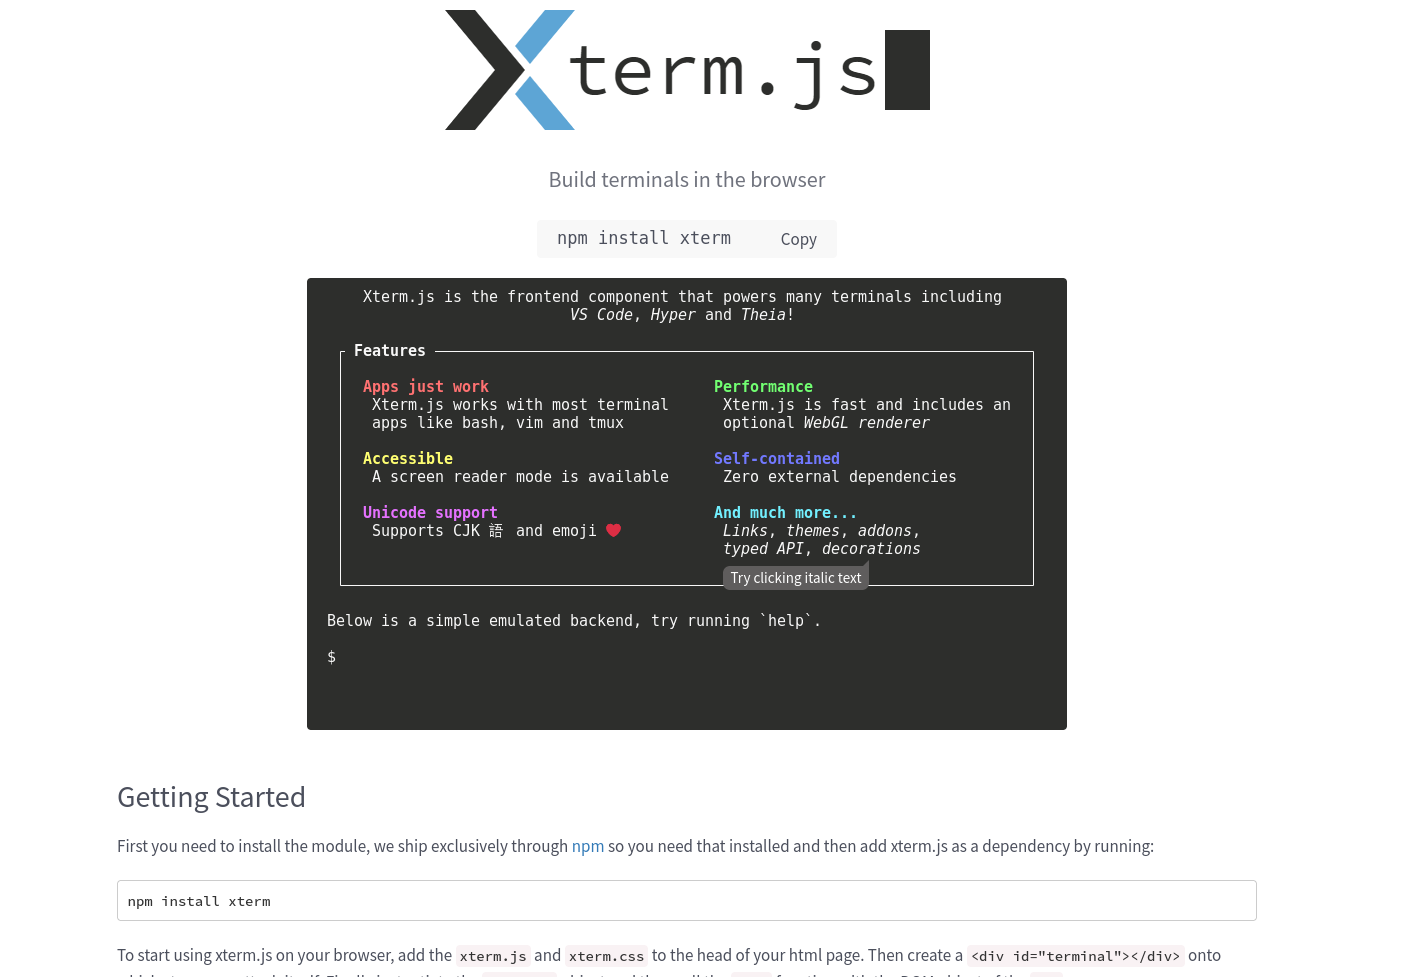 Xterm.js
Build terminals in the browser
npm install xterm Copy
Xterm.js is the frontend component that powers many terminals including
VS Code, Hyper and Theia!
Features
Apps just work
Xterm.js works with most terminal
apps like bash, vim and tmux
Performance
Xterm.js is fast and includes an
optional WebGL renderer
Accessible
A screen reader mode is available
Self-contained
Zero external dependencies
Unicode support
Supports CJK 語 and emoji ❤️
And much more...
Links, themes, addons,
typed API, decorations
Try clicking italic text
Below is a simple emulated backend, try running `help`.
$
Getting Started
First you need to install the module, we ship exclusively through npm so you need that installed and then add xterm.js as a dependency by running:
npm install xterm
To start using xterm.js on your browser, add the xterm.js and xterm.css to the head of your html page. Then create a <div id="terminal"></div> onto